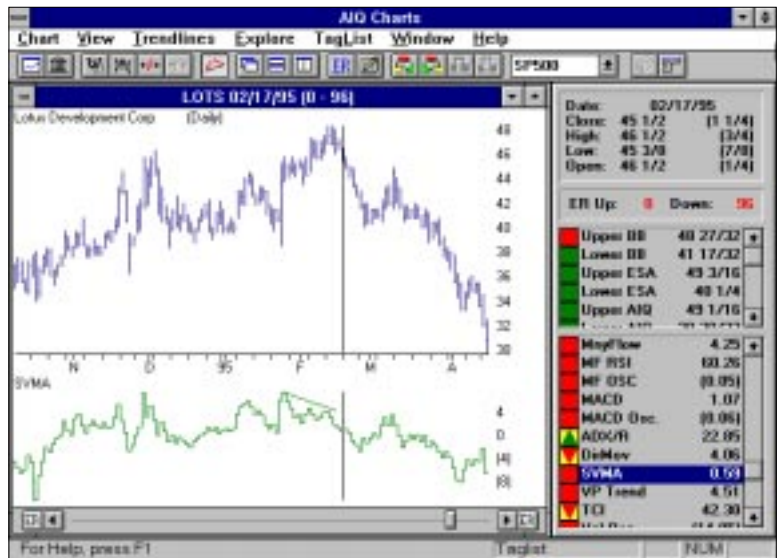 AIQ Charts
Chart View Trendlines Explore TagList Window Help
ER SP500
LOTS 02/17/95 (0 - 96)
Lotus Development Corp (Daily)
48
46
44
42
40
38
36
34
32
30
N D 95 F M A
SVMA
4
0
(4)
(8)
Date: 02/17/95
Close: 45 1/2 (1 1/4)
High: 46 1/2 (3/4)
Low: 45 3/8 (7/8)
Open: 46 1/2 (1/4)
ER Up: 0 Down: 96
Upper BB 48 27/32
Lower BB 41 17/32
Upper ESA 49 3/16
Lower ESA 40 1/4
Upper AIQ 49 1/16
MnyFlow 4.25
MF RSI 60.26
MF OSC (0.05)
MACD 1.07
MACD Osc. (0.06)
ADX/R 22.85
DirMov 4.06
SVMA 0.59
VP Trend 4.51
TCI 42.30
For Help, press F1
Taglist
NUM